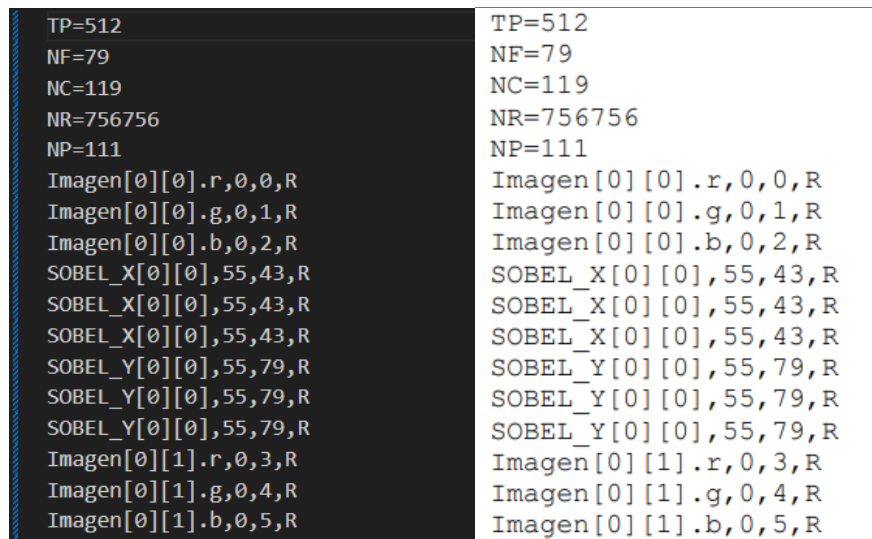 TP=512
NF=79
NC=119
NR=756756
NP=111
Imagen[0][0].r,0,0,R
Imagen[0][0].g,0,1,R
Imagen[0][0].b,0,2,R
SOBEL_X[0][0],55,43,R
SOBEL_X[0][0],55,43,R
SOBEL_X[0][0],55,43,R
SOBEL_Y[0][0],55,79,R
SOBEL_Y[0][0],55,79,R
SOBEL_Y[0][0],55,79,R
Imagen[0][1].r,0,3,R
Imagen[0][1].g,0,4,R
Imagen[0][1].b,0,5,R
TP=512
NF=79
NC=119
NR=756756
NP=111
Imagen[0][0].r,0,0,R
Imagen[0][0].g,0,1,R
Imagen[0][0].b,0,2,R
SOBEL_X[0][0],55,43,R
SOBEL_X[0][0],55,43,R
SOBEL_X[0][0],55,43,R
SOBEL_Y[0][0],55,79,R
SOBEL_Y[0][0],55,79,R
SOBEL_Y[0][0],55,79,R
Imagen[0][1].r,0,3,R
Imagen[0][1].g,0,4,R
Imagen[0][1].b,0,5,R